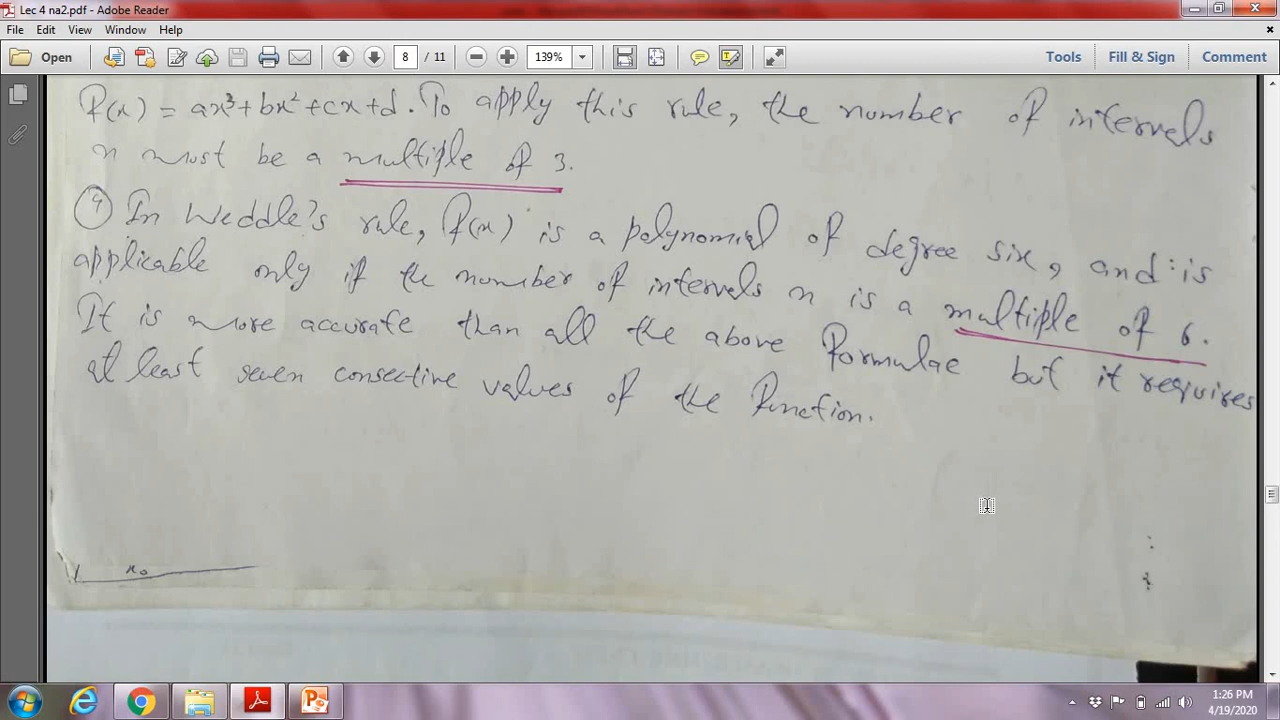 Lec 4 na2.pdf - Adobe Reader
File Edit View Window Help
Open 8 / 11 139% Tools Fill & Sign Comment
f(x) = ax³+bx²+cx+d. To apply this rule, the number of intervals
n must be a multiple of 3.
④ In Weddle's rule, f(x) is a polynomial of degree six, and is
applicable only if the number of intervals n is a multiple of 6.
It is more accurate than all the above Formulae but it requires
at least seven consective values of the Function.
x₀
1:26 PM
4/19/2020